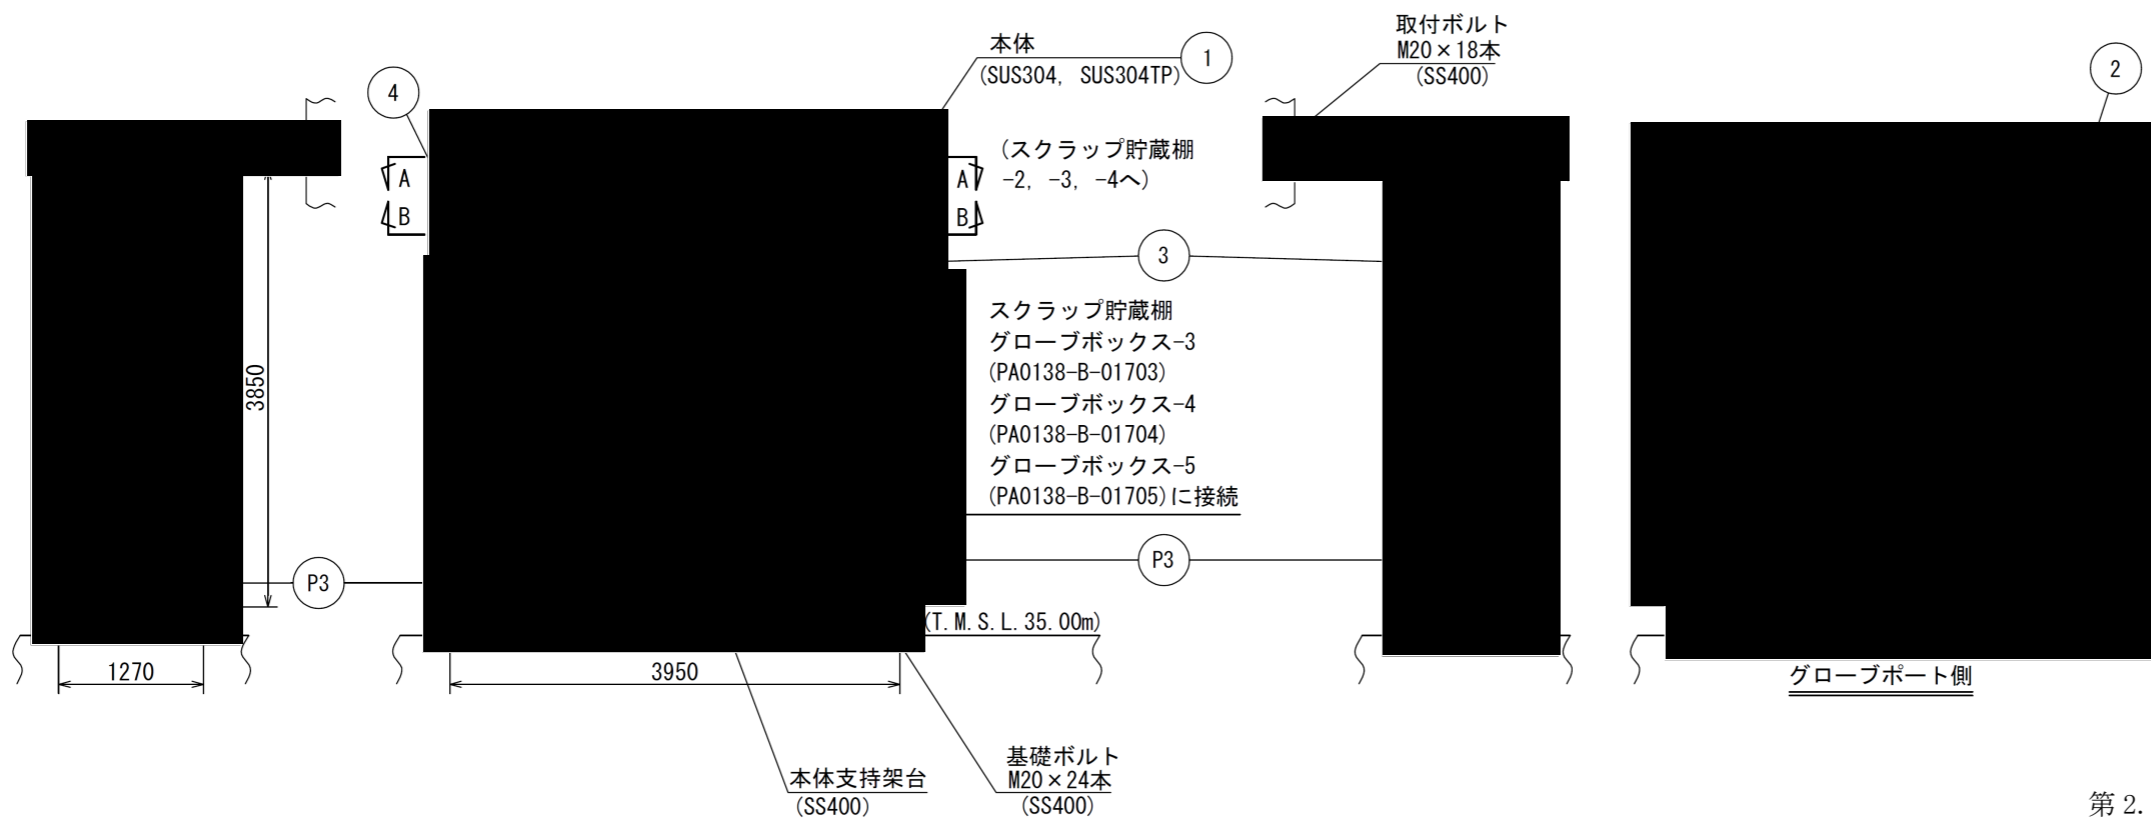 本体
(SUS304, SUS304TP)
1
取付ボルト
M20×18本
(SS400)
2
4
A
B
A
B
(スクラップ貯蔵棚
-2, -3, -4へ)
3
スクラップ貯蔵棚
グローブボックス-3
(PA0138-B-01703)
グローブボックス-4
(PA0138-B-01704)
グローブボックス-5
(PA0138-B-01705)に接続
3850
P3
P3
(T.M.S.L.35.00m)
1270
3950
グローブポート側
本体支持架台
(SS400)
基礎ボルト
M20×24本
(SS400)
第2.